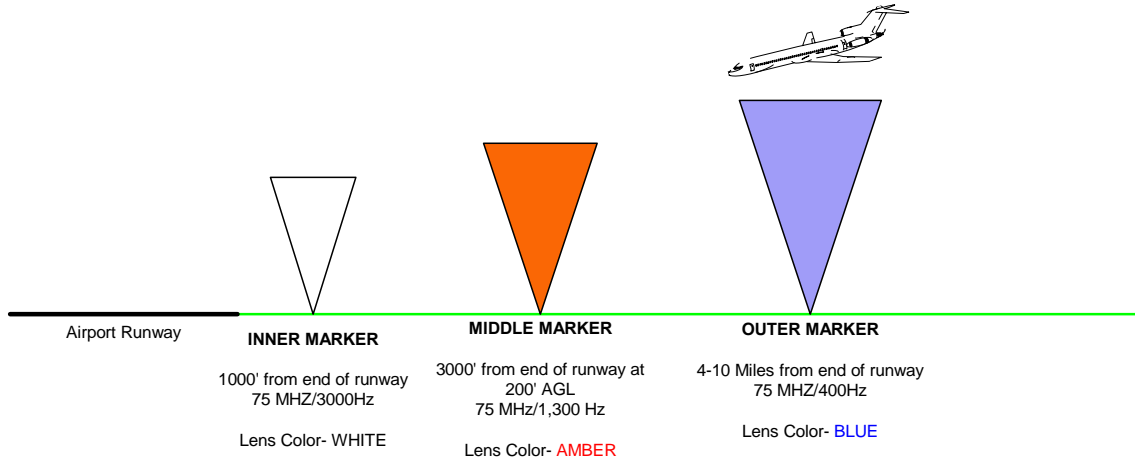 Airport Runway
INNER MARKER
1000' from end of runway
75 MHZ/3000Hz
Lens Color- WHITE
MIDDLE MARKER
3000' from end of runway at
200' AGL
75 MHz/1,300 Hz
Lens Color- AMBER
OUTER MARKER
4-10 Miles from end of runway
75 MHZ/400Hz
Lens Color- BLUE